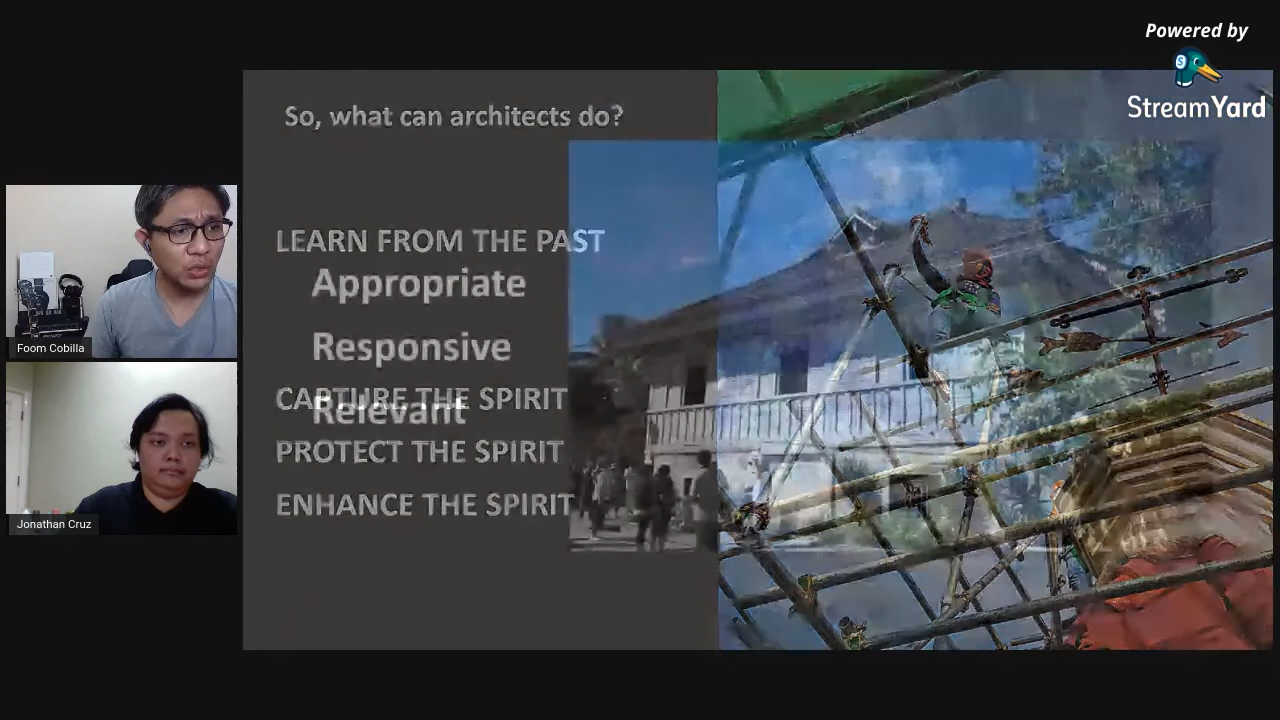 Powered by
StreamYard
So, what can architects do?
LEARN FROM THE PAST
Appropriate
Responsive
CAPTURE THE SPIRIT
Relevant
PROTECT THE SPIRIT
ENHANCE THE SPIRIT
Foom Cobilla
Jonathan Cruz